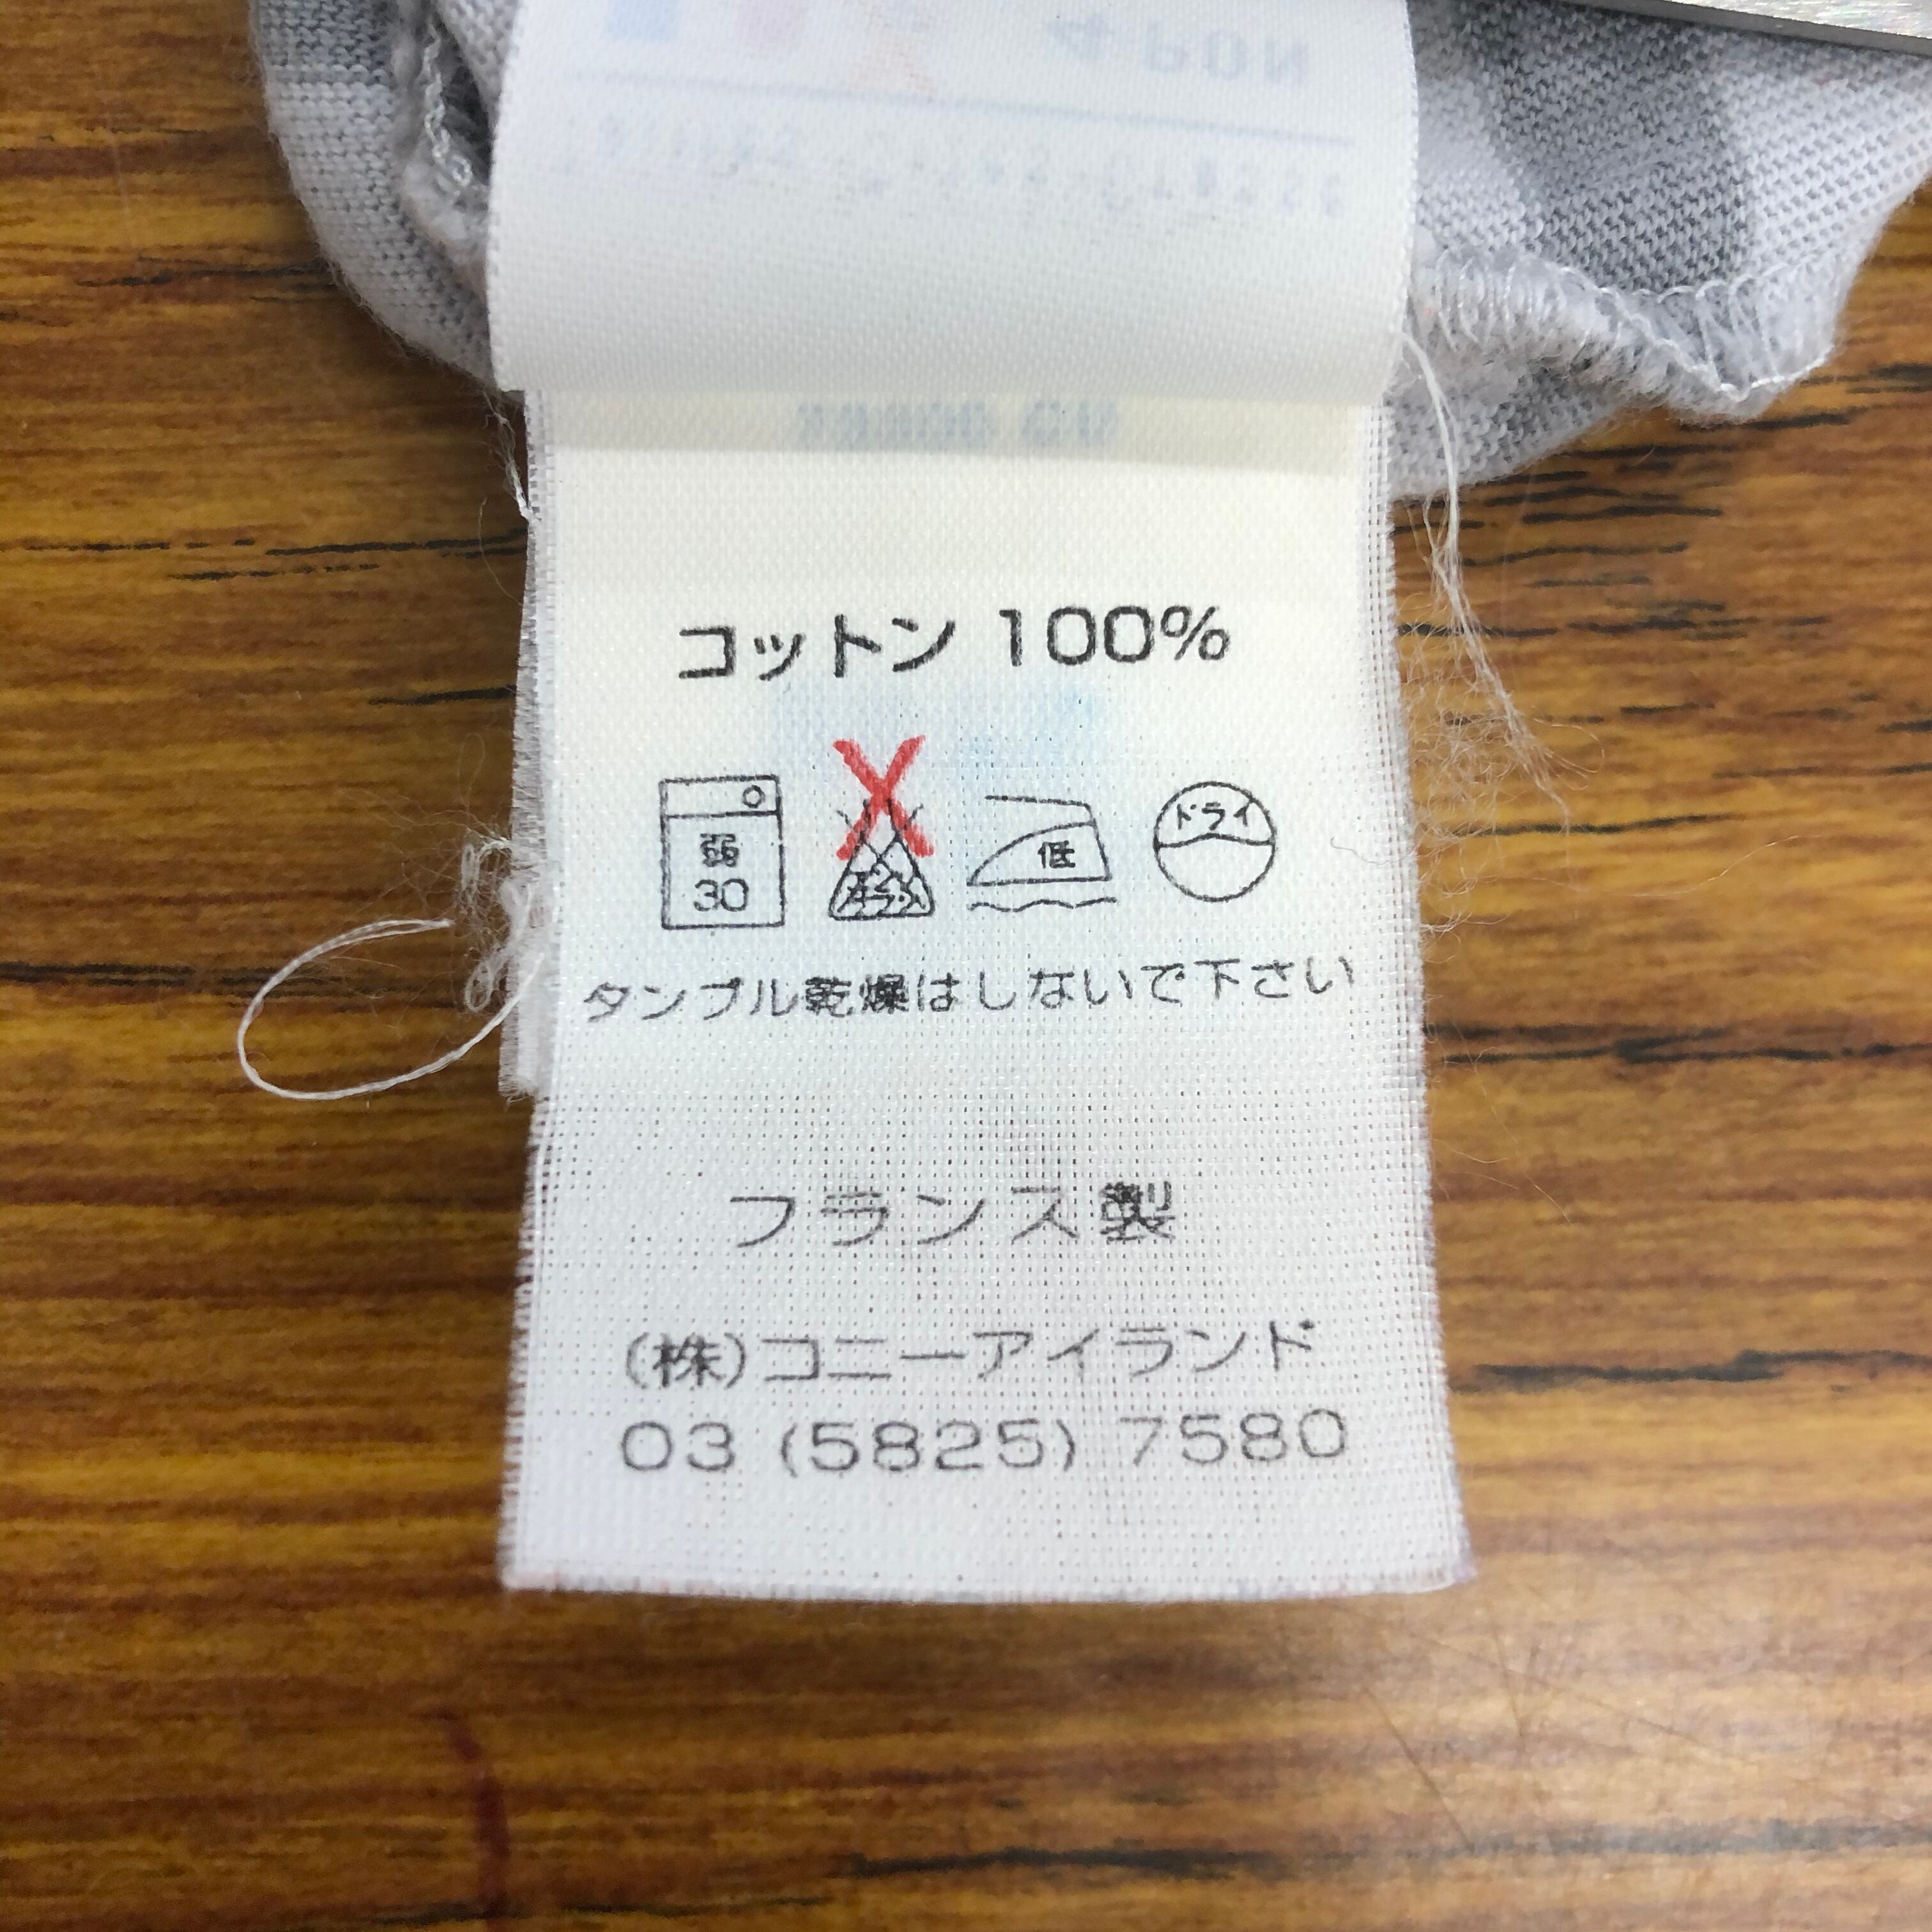 コットン 100%
弱
30
低
ドライ
タンブル乾燥はしないで下さい
フランス製
(株)コニーアイランド
03 (5825) 7580